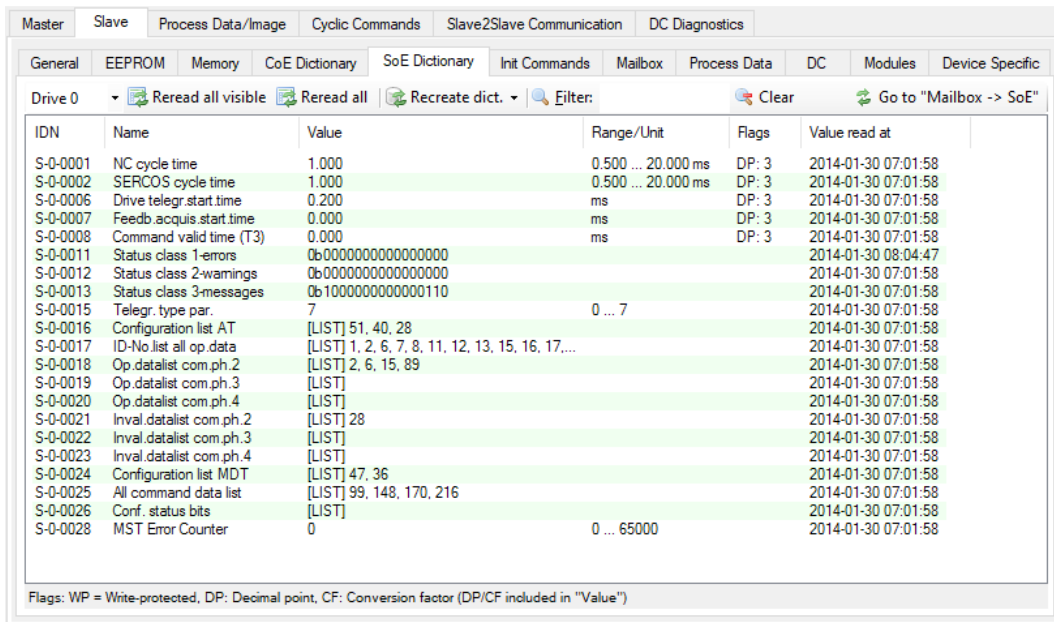 Master Slave Process Data/Image Cyclic Commands Slave2Slave Communication DC Diagnostics
General EEPROM Memory CoE Dictionary SoE Dictionary Init Commands Mailbox Process Data DC Modules Device Specific
Drive 0 Reread all visible Reread all Recreate dict. Filter: Clear Go to "Mailbox -> SoE"
IDN Name Value Range/Unit Flags Value read at
S-0-0001 NC cycle time 1.000 0.500 ... 20.000 ms DP: 3 2014-01-30 07:01:58
S-0-0002 SERCOS cycle time 1.000 0.500 ... 20.000 ms DP: 3 2014-01-30 07:01:58
S-0-0006 Drive telegr.start.time 0.200 ms DP: 3 2014-01-30 07:01:58
S-0-0007 Feedb.acquis.start.time 0.000 ms DP: 3 2014-01-30 07:01:58
S-0-0008 Command valid time (T3) 0.000 ms DP: 3 2014-01-30 07:01:58
S-0-0011 Status class 1-errors 0b0000000000000000 2014-01-30 08:04:47
S-0-0012 Status class 2-warnings 0b0000000000000000 2014-01-30 07:01:58
S-0-0013 Status class 3-messages 0b1000000000000110 2014-01-30 07:01:58
S-0-0015 Telegr. type par. 7 0 ... 7 2014-01-30 07:01:58
S-0-0016 Configuration list AT [LIST] 51, 40, 28 2014-01-30 07:01:58
S-0-0017 ID-No.list all op.data [LIST] 1, 2, 6, 7, 8, 11, 12, 13, 15, 16, 17,... 2014-01-30 07:01:58
S-0-0018 Op.datalist com.ph.2 [LIST] 2, 6, 15, 89 2014-01-30 07:01:58
S-0-0019 Op.datalist com.ph.3 [LIST] 2014-01-30 07:01:58
S-0-0020 Op.datalist com.ph.4 [LIST] 2014-01-30 07:01:58
S-0-0021 Inval.datalist com.ph.2 [LIST] 28 2014-01-30 07:01:58
S-0-0022 Inval.datalist com.ph.3 [LIST] 2014-01-30 07:01:58
S-0-0023 Inval.datalist com.ph.4 [LIST] 2014-01-30 07:01:58
S-0-0024 Configuration list MDT [LIST] 47, 36 2014-01-30 07:01:58
S-0-0025 All command data list [LIST] 99, 148, 170, 216 2014-01-30 07:01:58
S-0-0026 Conf. status bits [LIST] 2014-01-30 07:01:58
S-0-0028 MST Error Counter 0 0 ... 65000 2014-01-30 07:01:58
Flags: WP = Write-protected, DP: Decimal point, CF: Conversion factor (DP/CF included in "Value")